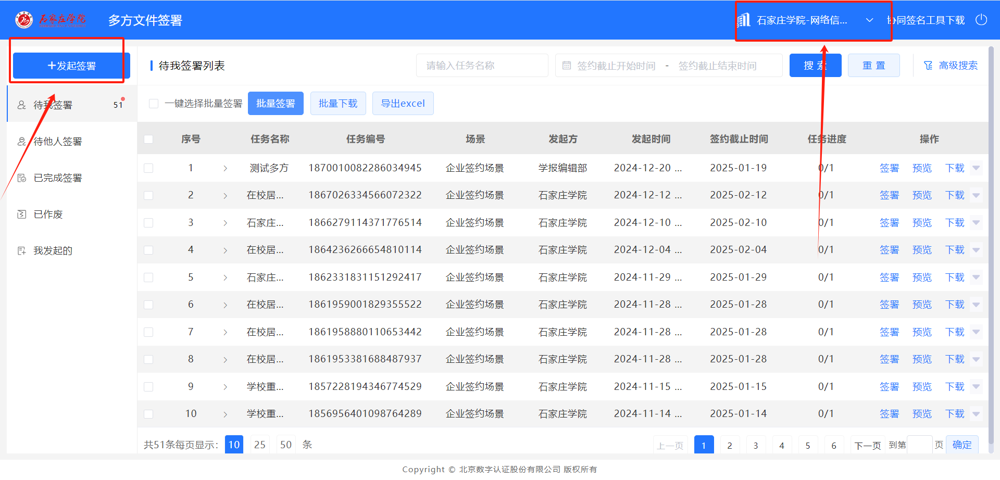 石家庄学院 多方文件签署 石家庄学院-网络信... 协同签名工具下载
+发起签署
待我签署 51
待他人签署
已完成签署
已作废
我发起的
待我签署列表 请输入任务名称 签约截止开始时间 - 签约截止结束时间 搜 索 重 置 高级搜索
一键选择批量签署 批量签署 批量下载 导出excel
序号 任务名称 任务编号 场景 发起方 发起时间 签约截止时间 任务进度 操作
1 测试多方 1870010082286034945 企业签约场景 学报编辑部 2024-12-20 ... 2025-01-19 0/1 签署 预览 下载
2 在校居... 1867026334566072322 企业签约场景 石家庄学院 2024-12-12 ... 2025-02-12 0/1 签署 预览 下载
3 石家庄... 1866279114371776514 企业签约场景 石家庄学院 2024-12-10 ... 2025-02-10 0/1 签署 预览 下载
4 在校居... 1864236266654810114 企业签约场景 石家庄学院 2024-12-04 ... 2025-02-04 0/1 签署 预览 下载
5 石家庄... 1862331831151292417 企业签约场景 石家庄学院 2024-11-29 ... 2025-01-29 0/1 签署 预览 下载
6 在校居... 1861959001829355522 企业签约场景 石家庄学院 2024-11-28 ... 2025-01-28 0/1 签署 预览 下载
7 在校居... 1861958880110653442 企业签约场景 石家庄学院 2024-11-28 ... 2025-01-28 0/1 签署 预览 下载
8 在校居... 1861953381688487937 企业签约场景 石家庄学院 2024-11-28 ... 2025-01-28 0/1 签署 预览 下载
9 学校重... 1857228194346774529 企业签约场景 石家庄学院 2024-11-15 ... 2025-01-15 0/1 签署 预览 下载
10 学校重... 1856956401098764289 企业签约场景 石家庄学院 2024-11-14 ... 2025-01-14 0/1 签署 预览 下载
共51条每页显示: 10 25 50 条 上一页 1 2 3 4 5 6 下一页 到第 页 确定
Copyright © 北京数字认证股份有限公司 版权所有